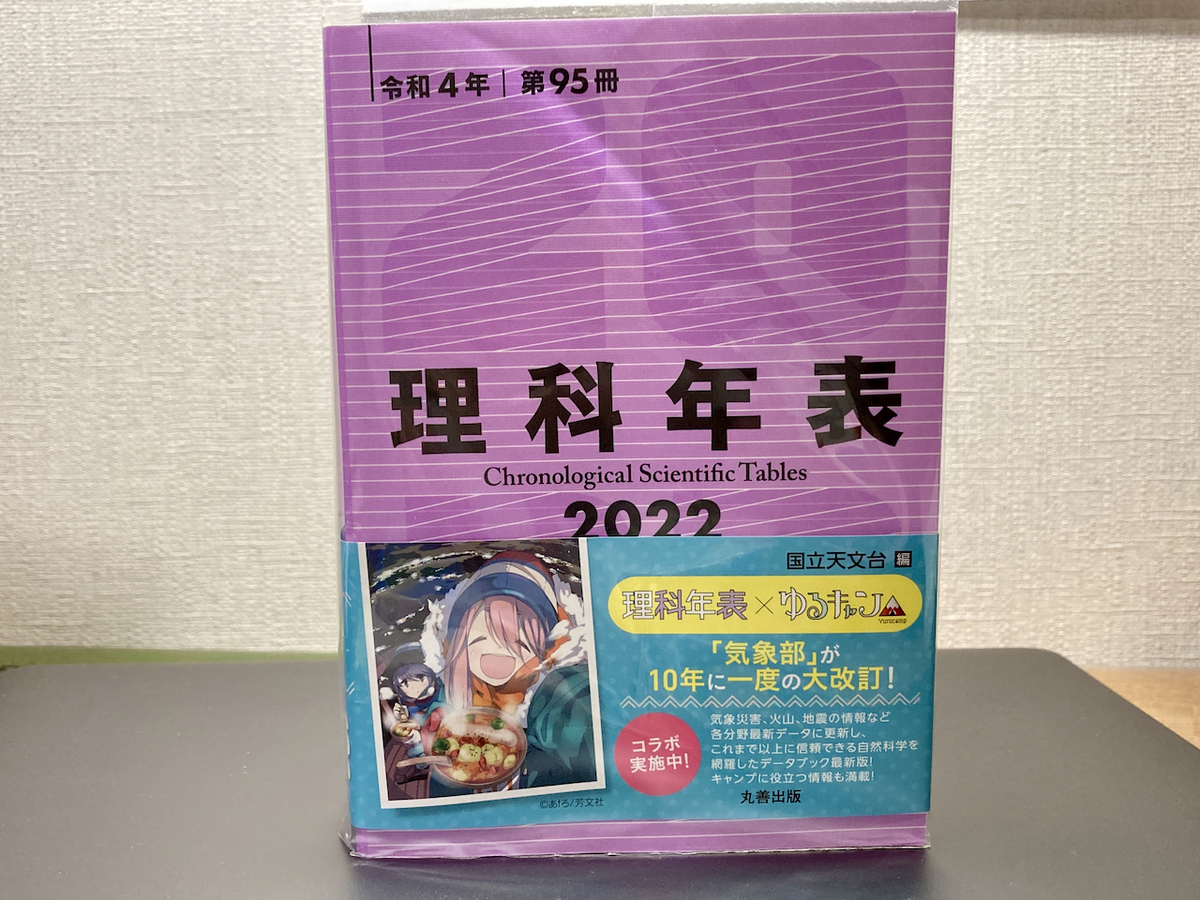 令和4年 | 第95冊
理科年表
Chronological Scientific Tables
2022
国立天文台 編
理科年表×ゆるキャン△
Yurucamp
「気象部」が
10年に一度の大改訂!
コラボ
実施中!
気象災害、火山、地震の情報など
各分野最新データに更新し、
これまで以上に信頼できる自然科学を
網羅したデータブック最新版!
キャンプに役立つ情報も満載!
丸善出版
©あfろ/芳文社